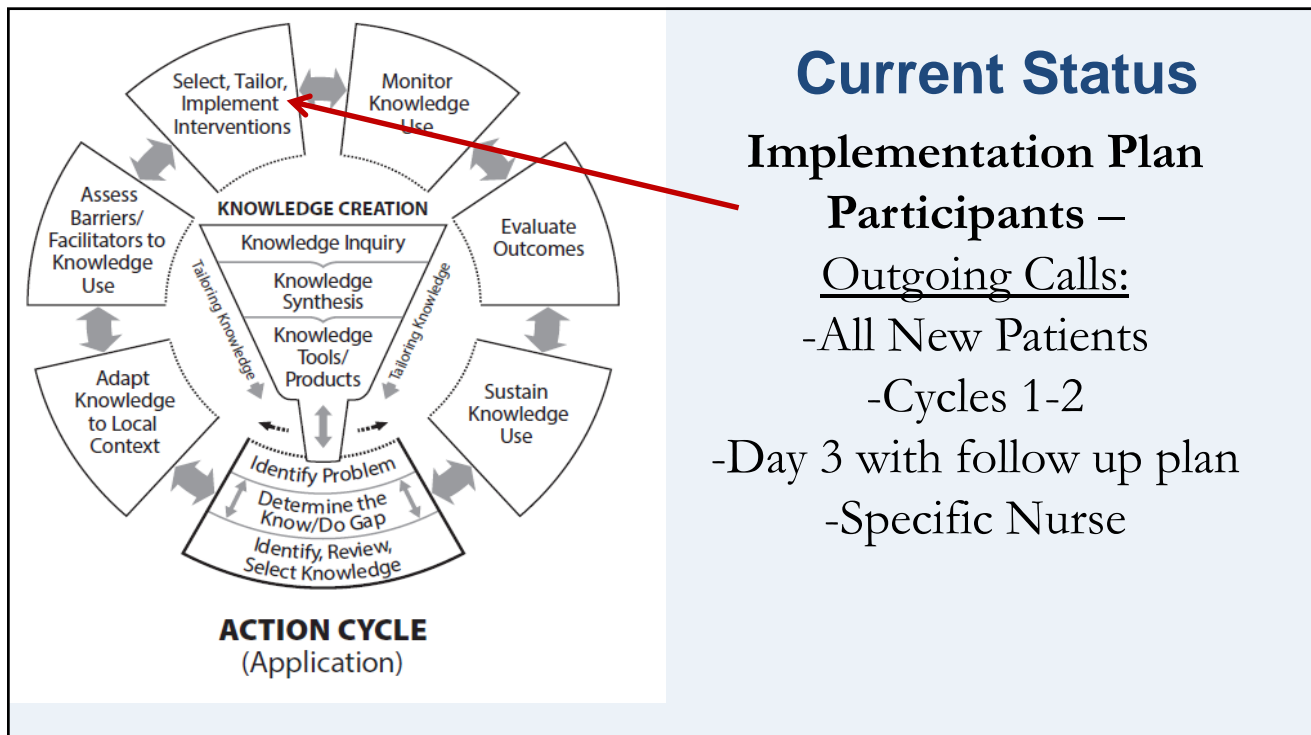 Select, Tailor,
Implement
Interventions
Monitor
Knowledge
Use
Assess
Barriers/
Facilitators to
Knowledge
Use
KNOWLEDGE CREATION
Knowledge Inquiry
Knowledge
Synthesis
Knowledge
Tools/
Products
Tailoring Knowledge
Tailoring Knowledge
Evaluate
Outcomes
Adapt
Knowledge
to Local
Context
Sustain
Knowledge
Use
Identify Problem
Determine the
Know/Do Gap
Identify, Review,
Select Knowledge
ACTION CYCLE
(Application)
Current Status
Implementation Plan
Participants –
Outgoing Calls:
-All New Patients
-Cycles 1-2
-Day 3 with follow up plan
-Specific Nurse